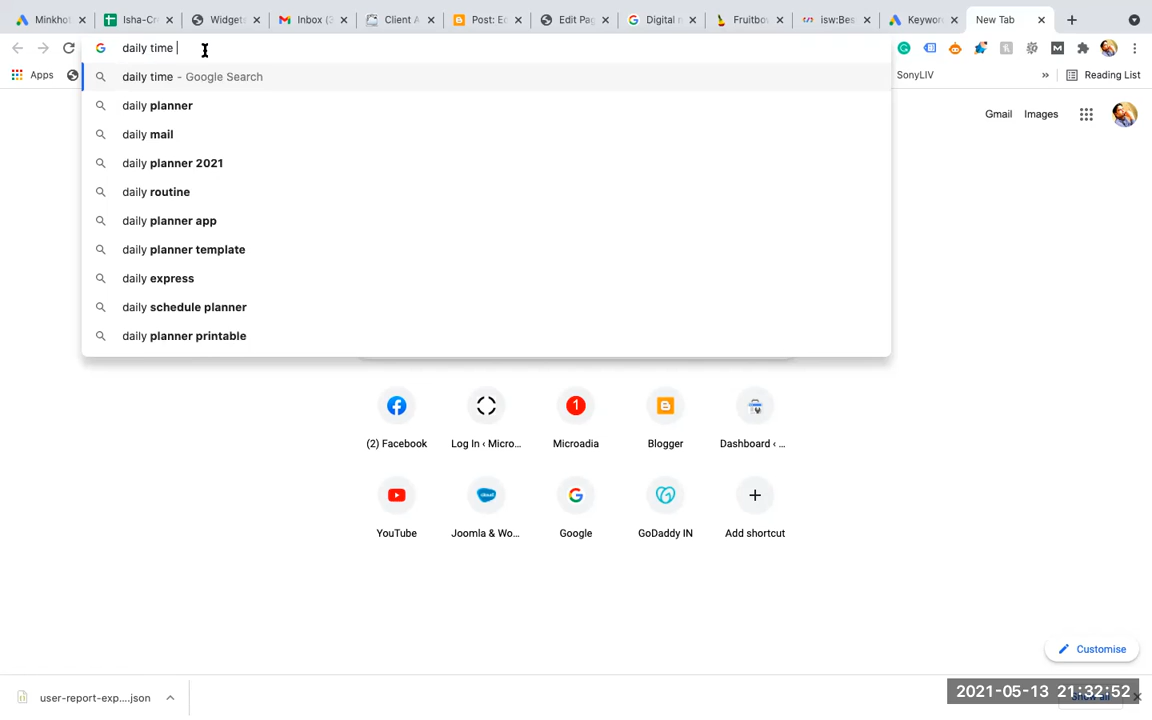 Minkho
Isha-Cr
Widget
Inbox (3
Client A
Post: Ec
Edit Pag
Digital
Fruitbo
isw:Bes
Keywor
New Tab
daily time
Apps
SonyLIV
»
Reading List
daily time - Google Search
daily planner
daily mail
daily planner 2021
daily routine
daily planner app
daily planner template
daily express
daily schedule planner
daily planner printable
Gmail Images
(2) Facebook
Log In ‹ Micro...
1
Microadia
Blogger
Dashboard ‹ ...
YouTube
cloud
Joomla & Wo...
Google
GoDaddy IN
Add shortcut
Customise
user-report-exp....json
2021-05-13 21:32:52